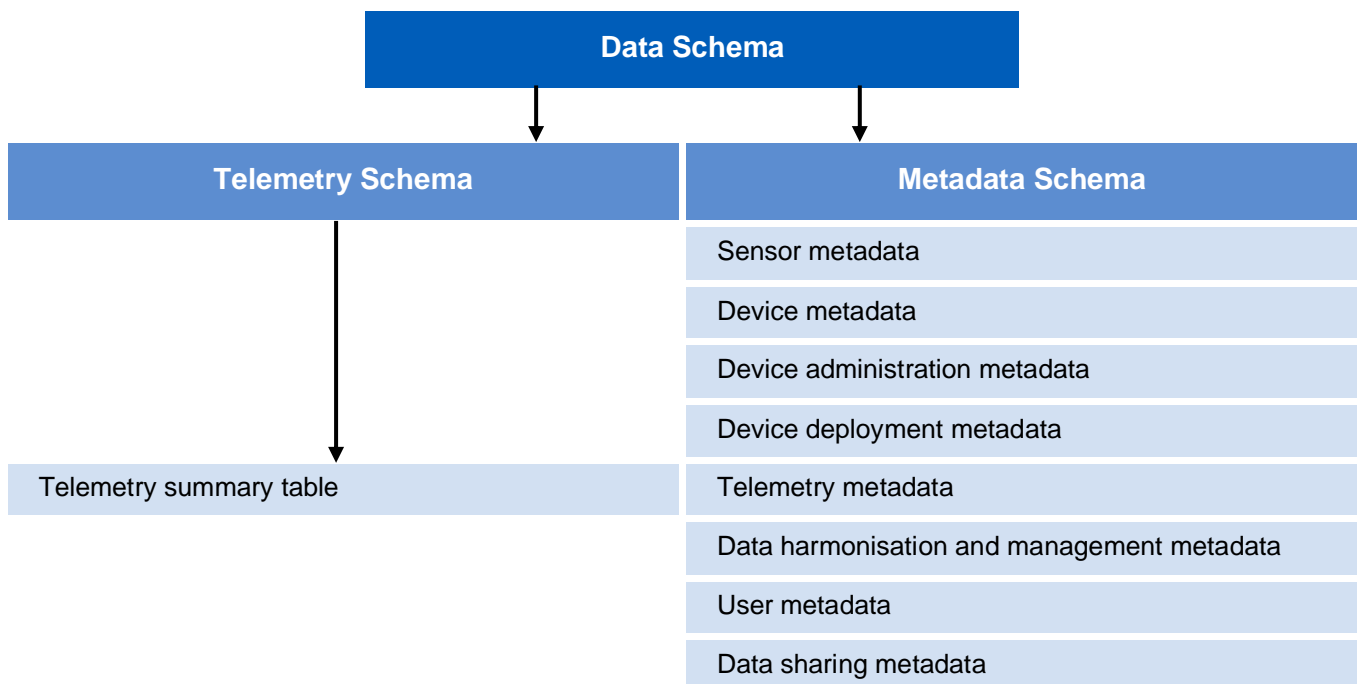 Data Schema
Telemetry Schema
Metadata Schema
Sensor metadata
Device metadata
Device administration metadata
Device deployment metadata
Telemetry summary table
Telemetry metadata
Data harmonisation and management metadata
User metadata
Data sharing metadata